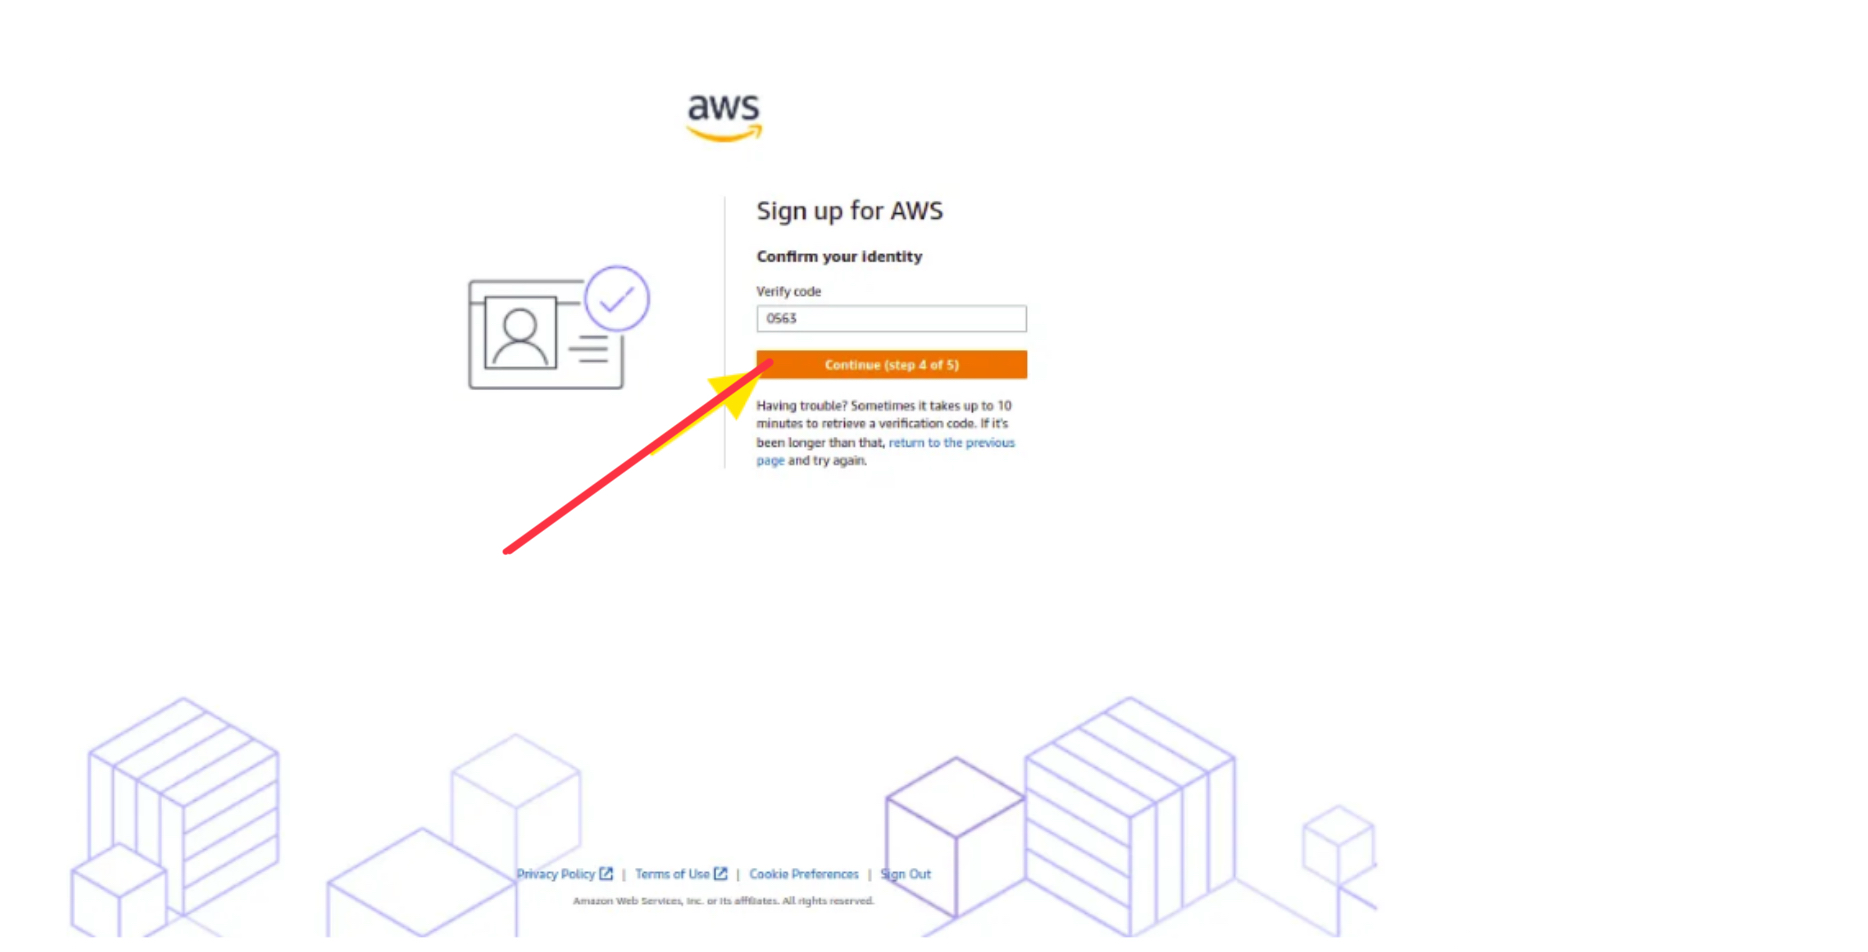 aws
Sign up for AWS
Confirm your identity
Verify code
0563
Continue (step 4 of 5)
Having trouble? Sometimes it takes up to 10
minutes to retrieve a verification code. If it's
been longer than that, return to the previous
page and try again.
Privacy Policy | Terms of Use | Cookie Preferences | Sign Out
Amazon Web Services, Inc. or its affiliates. All rights reserved.